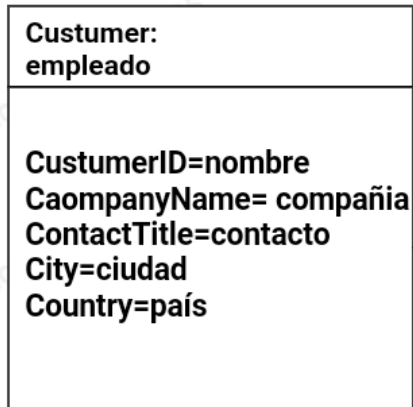 Custumer:
empleado
CustumerID=nombre
CaompanyName= compañia
ContactTitle=contacto
City=ciudad
Country=país